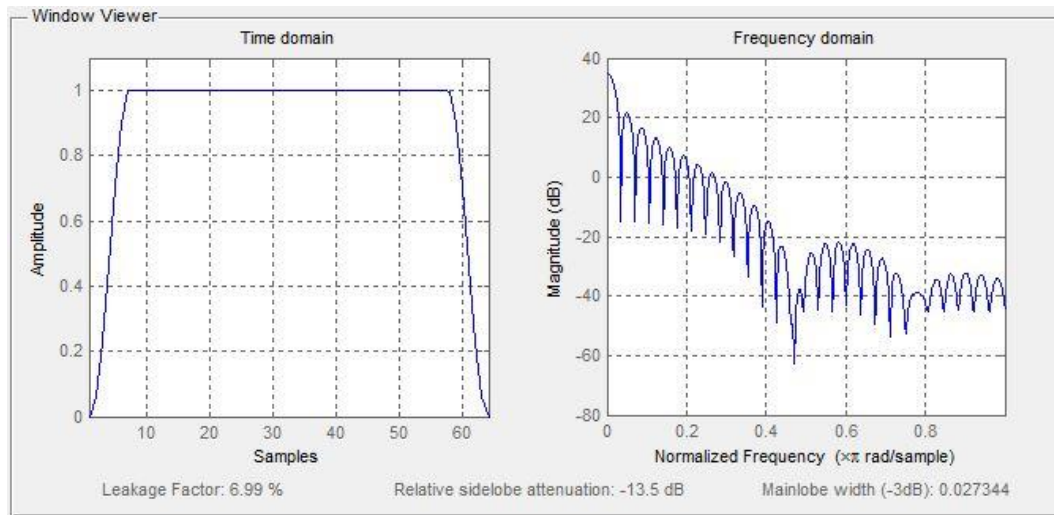 Window Viewer
Time domain
Frequency domain
Amplitude
1
0.8
0.6
0.4
0.2
0
10 20 30 40 50 60
Samples
Magnitude (dB)
40
20
0
-20
-40
-60
-80
0 0.2 0.4 0.6 0.8
Normalized Frequency (×π rad/sample)
Leakage Factor: 6.99 %
Relative sidelobe attenuation: -13.5 dB
Mainlobe width (-3dB): 0.027344